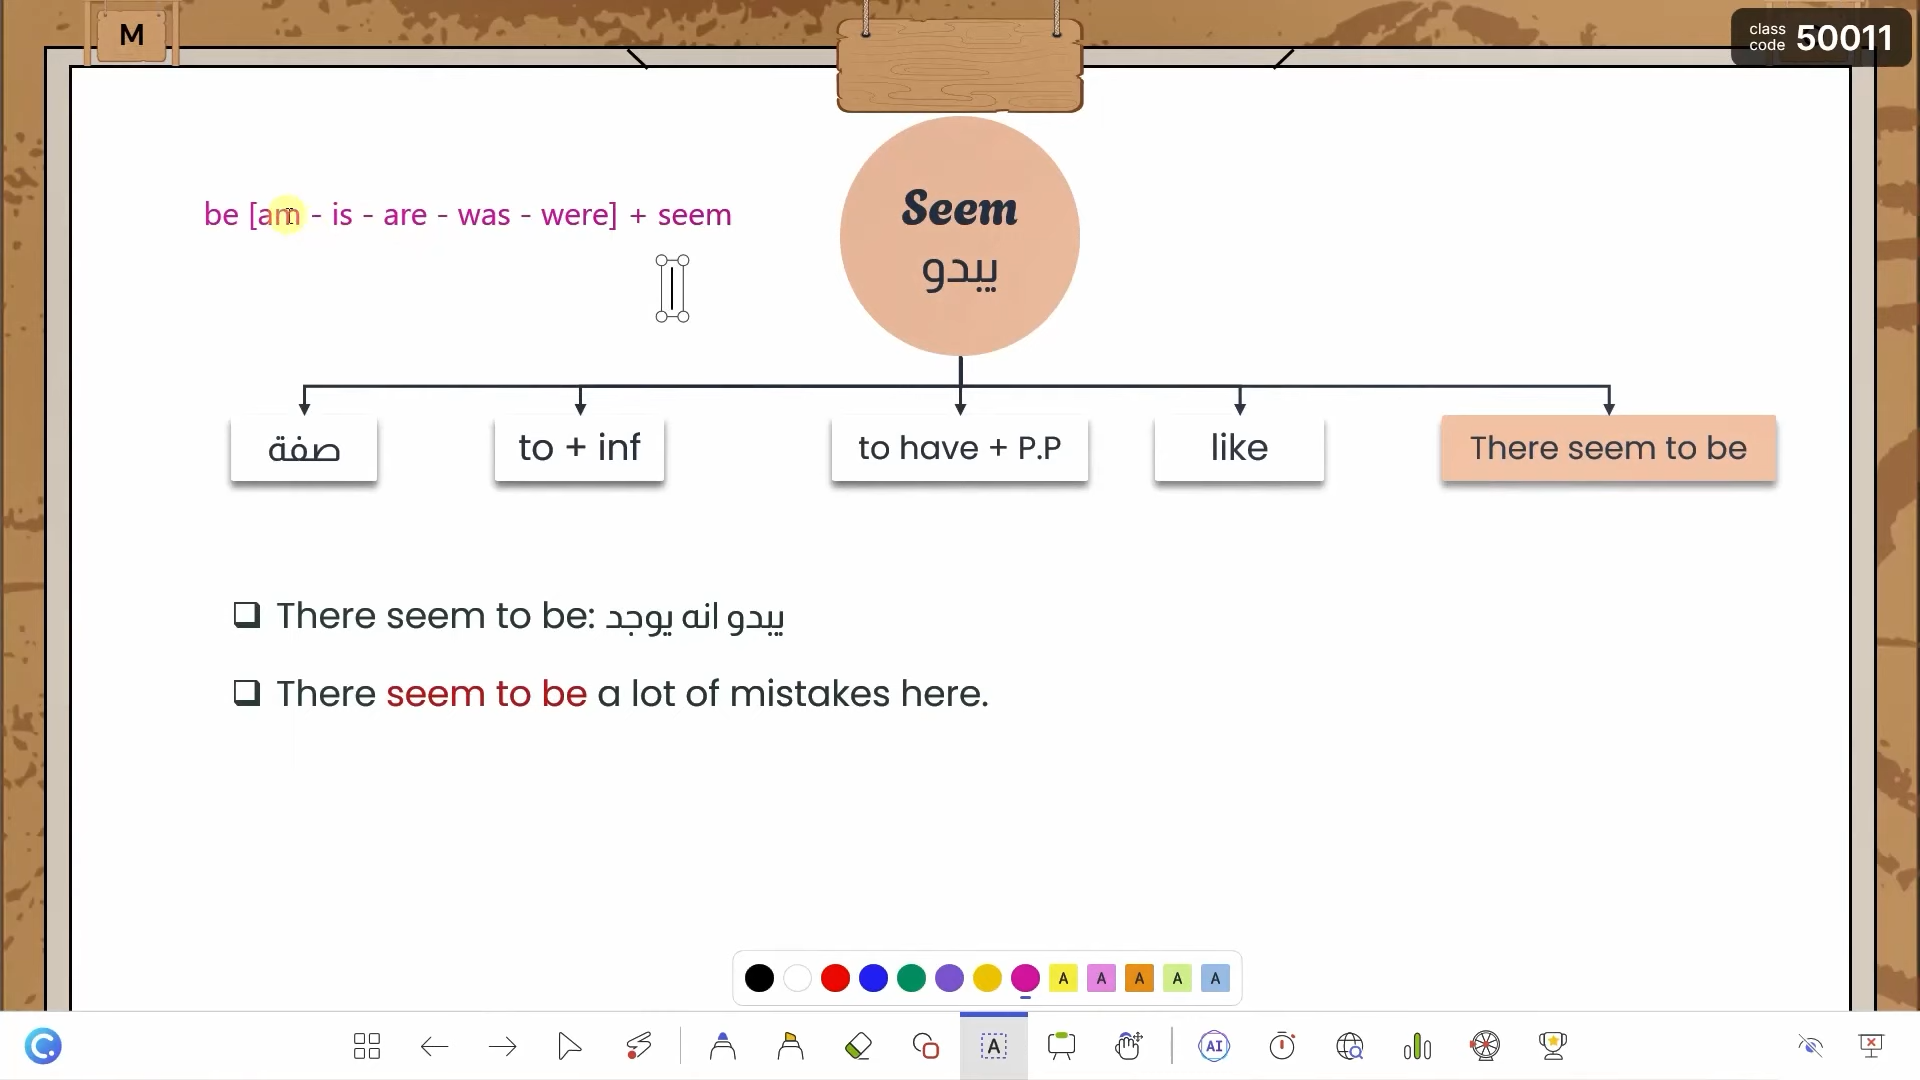 M
class code 50011
Seem
يبدو
be [am - is - are - was - were] + seem
صفة
to + inf
to have + P.P
like
There seem to be
There seem to be: يبدو انه يوجد
There seem to be a lot of mistakes here.
A A A A A
A
AI